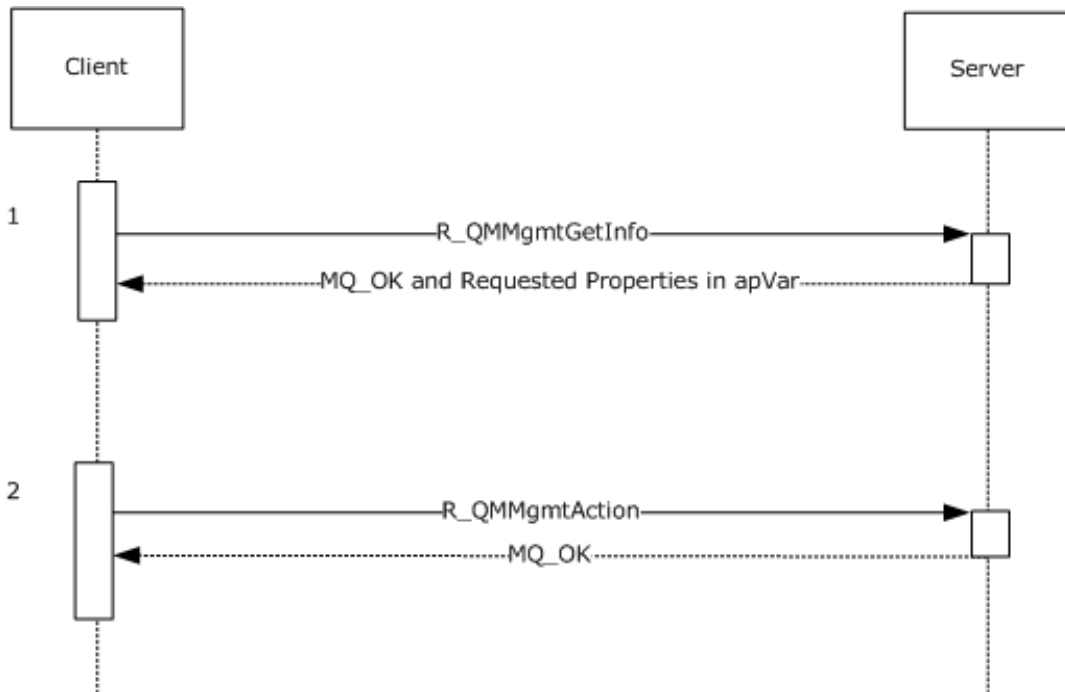 Client
Server
1
R_QMMgmtGetInfo
MQ_OK and Requested Properties in apVar
2
R_QMMgmtAction
MQ_OK